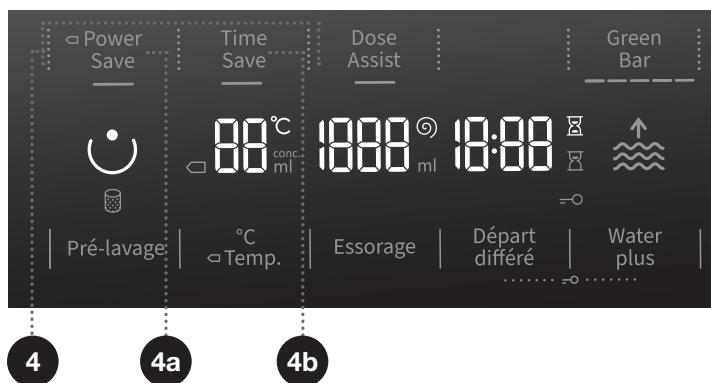 Power
Save
Time
Save
Dose
Assist
Green
Bar
88 °C
conc.
ml
1888
ml
18:88
Pré-lavage
°C
Temp.
Essorage
Départ
différé
Water
plus
4
4a
4b